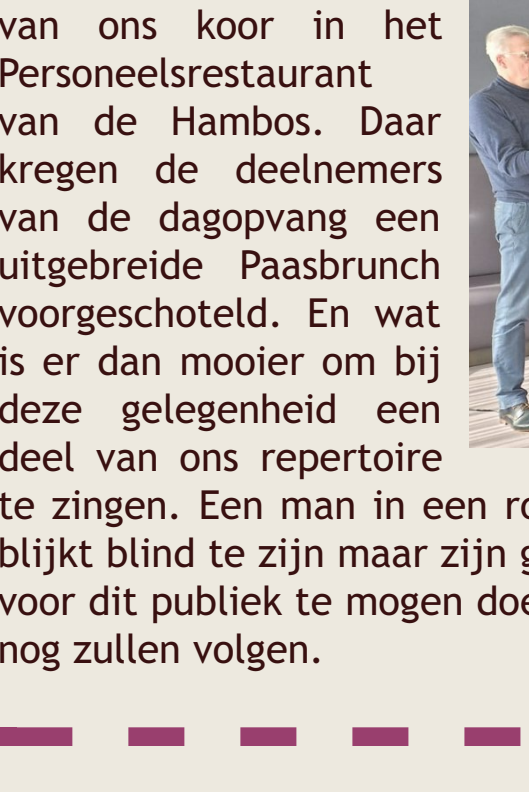 van ons koor in het
Personeelsrestaurant
van de Hambos. Daar
kregen de deelnemers
van de dagopvang een
uitgebreide Paasbrunch
voorgeschoteld. En wat
is er dan mooier om bij
deze gelegenheid een
deel van ons repertoire
te zingen. Een man in een
blijkt blind te zijn maar zijn
voor dit publiek te mogen
nog zullen volgen.